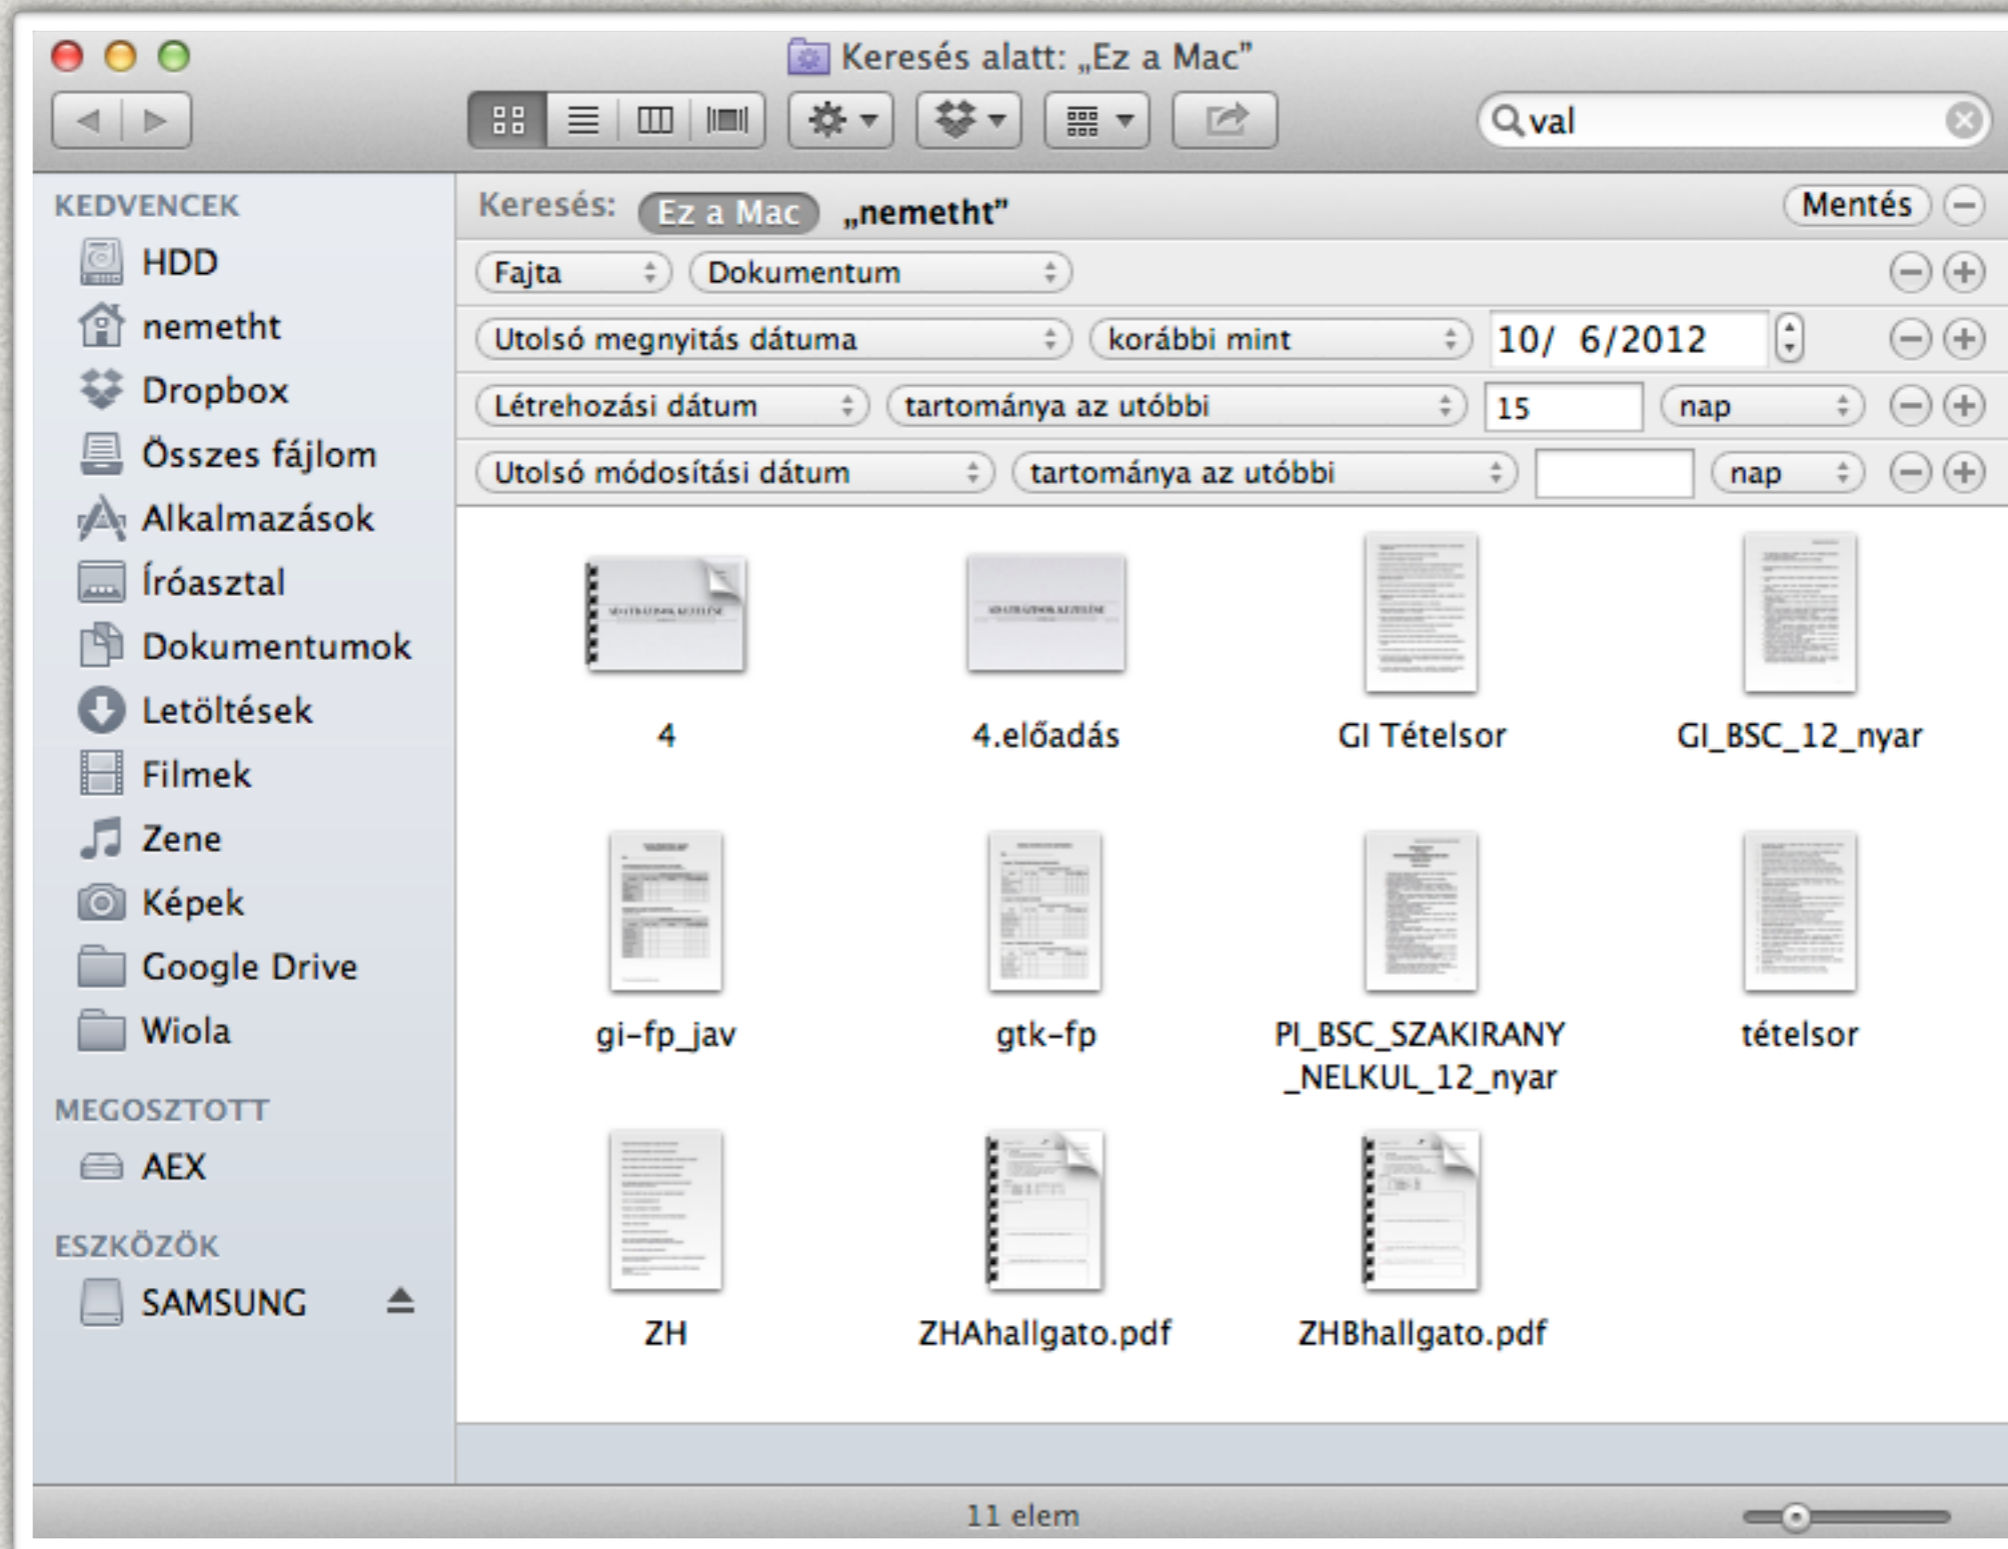 Keresés alatt: „Ez a Mac”
val
KEDVENCEK
HDD
nemetht
Dropbox
Összes fájlom
Alkalmazások
Íróasztal
Dokumentumok
Letöltések
Filmek
Zene
Képek
Google Drive
Wiola
MEGOSZTOTT
AEX
ESZKÖZÖK
SAMSUNG
Keresés: Ez a Mac „nemetht” Mentés
Fajta Dokumentum
Utolsó megnyitás dátuma korábbi mint 10/ 6/2012
Létrehozási dátum tartománya az utóbbi 15 nap
Utolsó módosítási dátum tartománya az utóbbi nap
4 4.előadás GI Tételsor GI_BSC_12_nyar
gi-fp_jav gtk-fp PI_BSC_SZAKIRANY tételsor
_NELKUL_12_nyar
ZH ZHAhallgato.pdf ZHBhallgato.pdf
11 elem